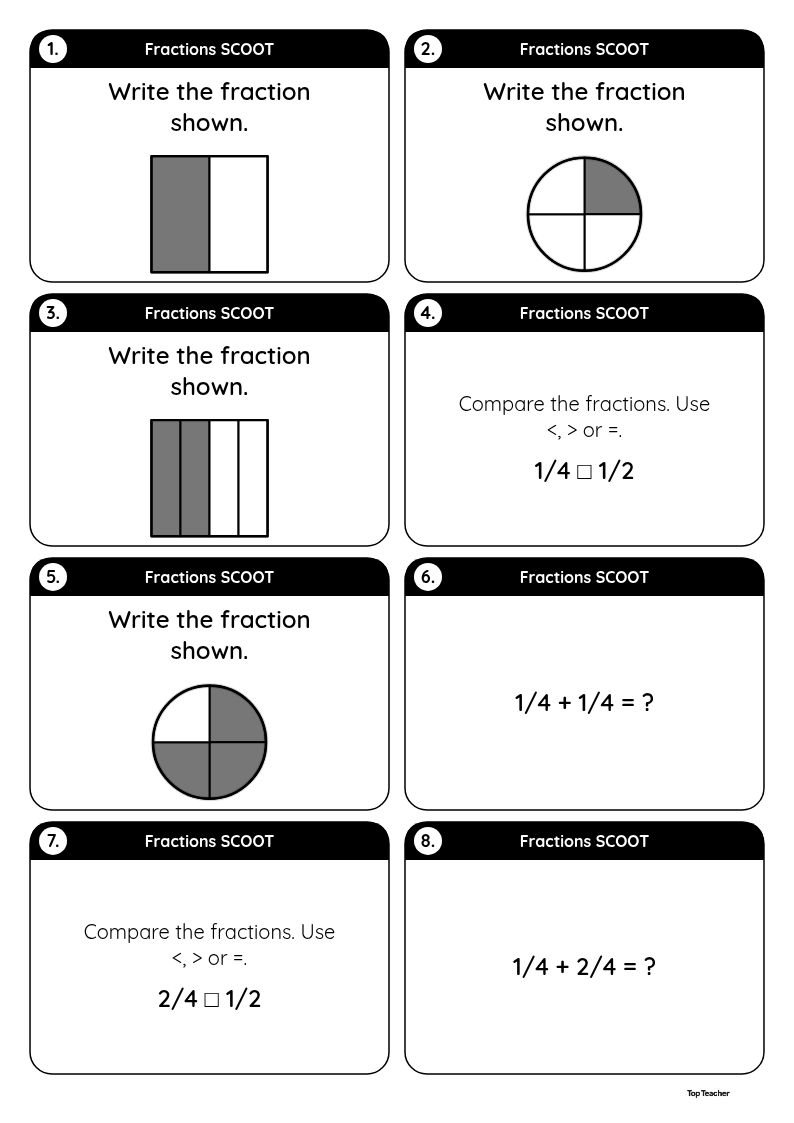 1.
Fractions SCOOT
Write the fraction
shown.
2.
Fractions SCOOT
Write the fraction
shown.
3.
Fractions SCOOT
Write the fraction
shown.
4.
Fractions SCOOT
Compare the fractions. Use
<, > or =.
1/4 □ 1/2
5.
Fractions SCOOT
Write the fraction
shown.
6.
Fractions SCOOT
1/4 + 1/4 = ?
7.
Fractions SCOOT
Compare the fractions. Use
<, > or =.
2/4 □ 1/2
8.
Fractions SCOOT
1/4 + 2/4 = ?
Top Teacher